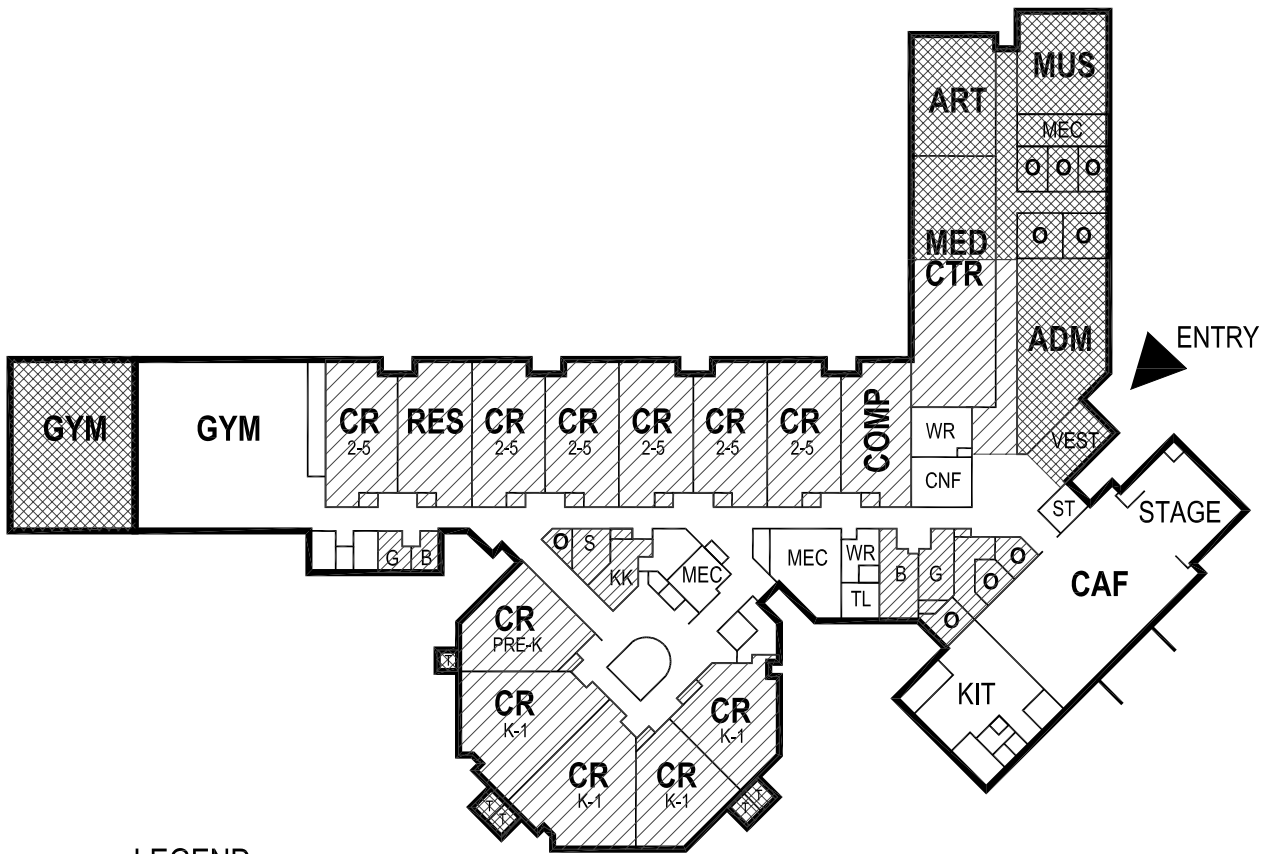 MUS
ART
MEC
O O O
O O
MED
CTR
ADM
ENTRY
GYM
GYM
CR
2-5
RES
CR
2-5
CR
2-5
CR
2-5
CR
2-5
CR
2-5
COMP
WR
CNF
VEST
ST
STAGE
G
B
O
S
KK
MEC
MEC
WR
TL
B
G
O
O
O
CAF
KIT
CR
PRE-K
T
CR
K-1
CR
K-1
CR
K-1
CR
K-1
T
T
T
T
LEGEND